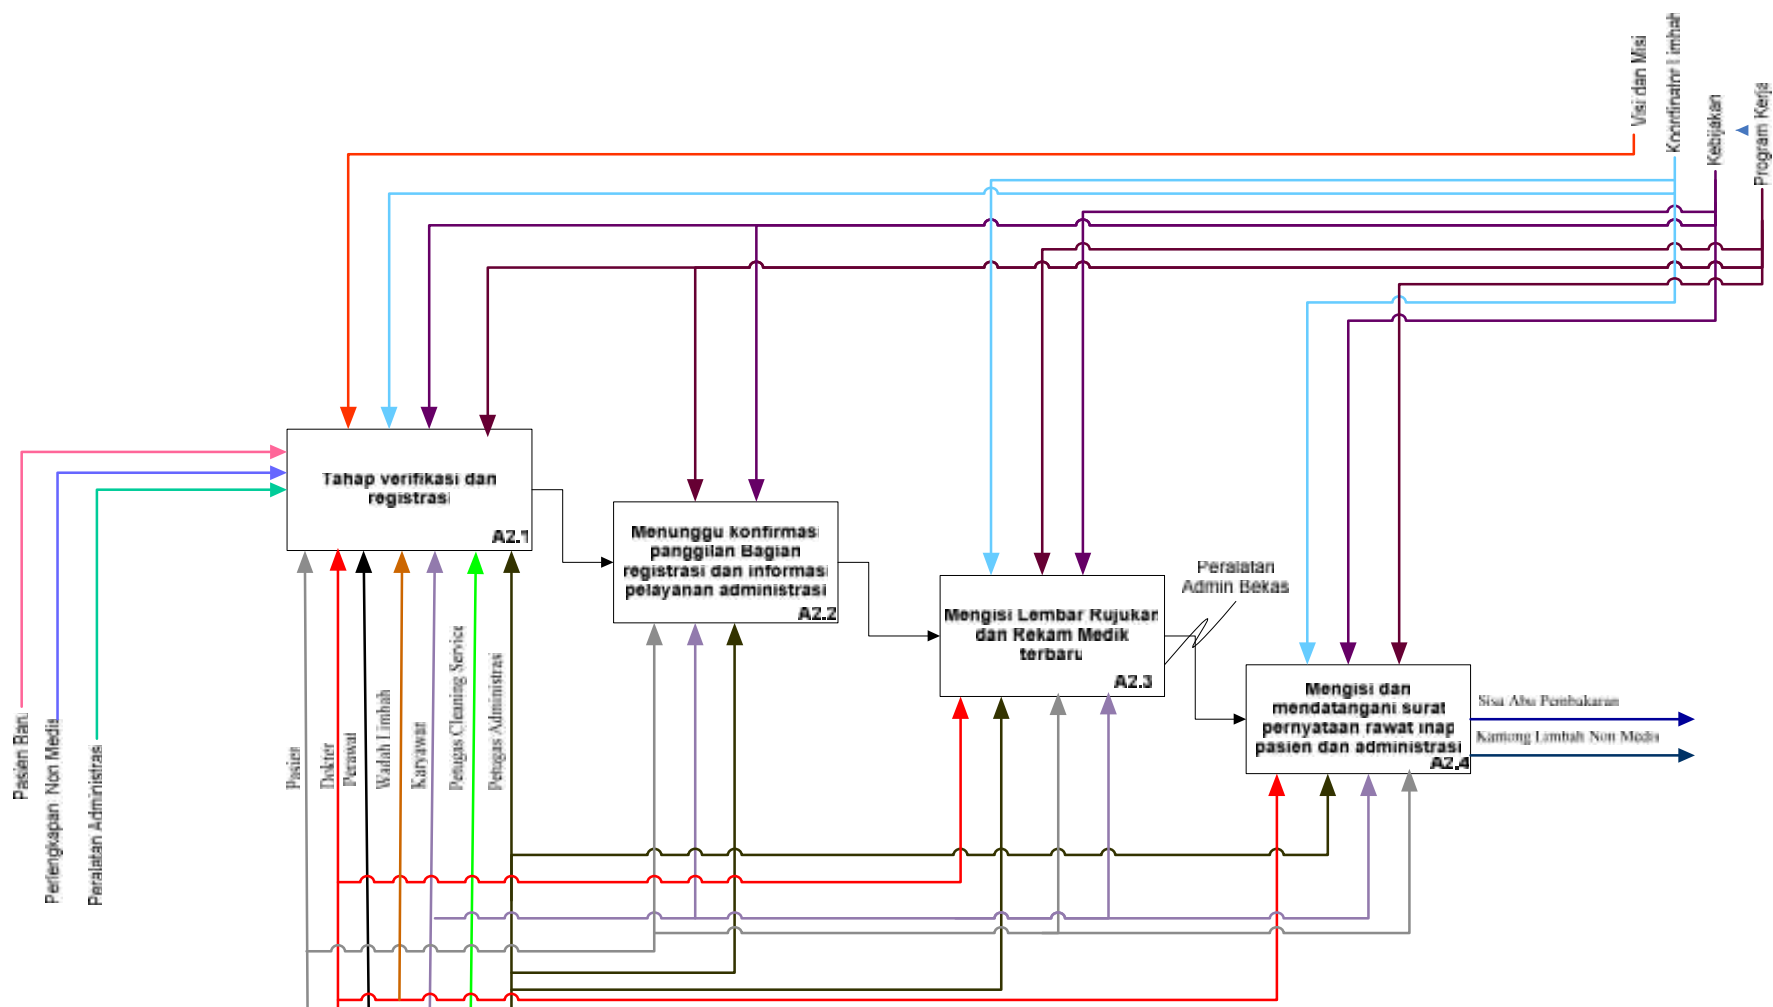 Visi dan Misi
Koordinator Limbah
Kebijakan
Program Kerja
Tahap verifikasi dan
registrasi
A2.1
Menunggu konfirmasi
panggilan Bagian
registrasi dan informasi
pelayanan administrasi
A2.2
Peralatan
Admin Bekas
Mengisi Lembar Rujukan
dan Rekam Medik
terbaru
A2.3
Mengisi dan
mendatangani surat
pernyataan rawat inap
pasien dan administrasi
A2.4
Sisa Abu Pembakaran
Kantong Limbah Non Medis
Pasien Baru
Perlengkapan Non Medis
Peralatan Administrasi
Pasien
Dokter
Perawat
Wadah Limbah
Karyawan
Petugas Cleaning Service
Petugas Administrasi